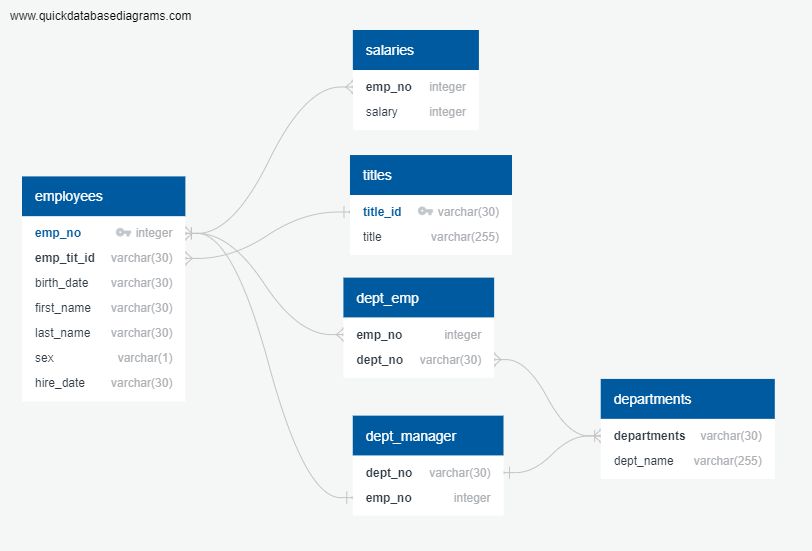 www.quickdatabasediagrams.com
salaries
emp_no integer
salary integer
titles
title_id varchar(30)
title varchar(255)
employees
emp_no integer
emp_tit_id varchar(30)
birth_date varchar(30)
first_name varchar(30)
last_name varchar(30)
sex varchar(1)
hire_date varchar(30)
dept_emp
emp_no integer
dept_no varchar(30)
dept_manager
dept_no varchar(30)
emp_no integer
departments
departments varchar(30)
dept_name varchar(255)